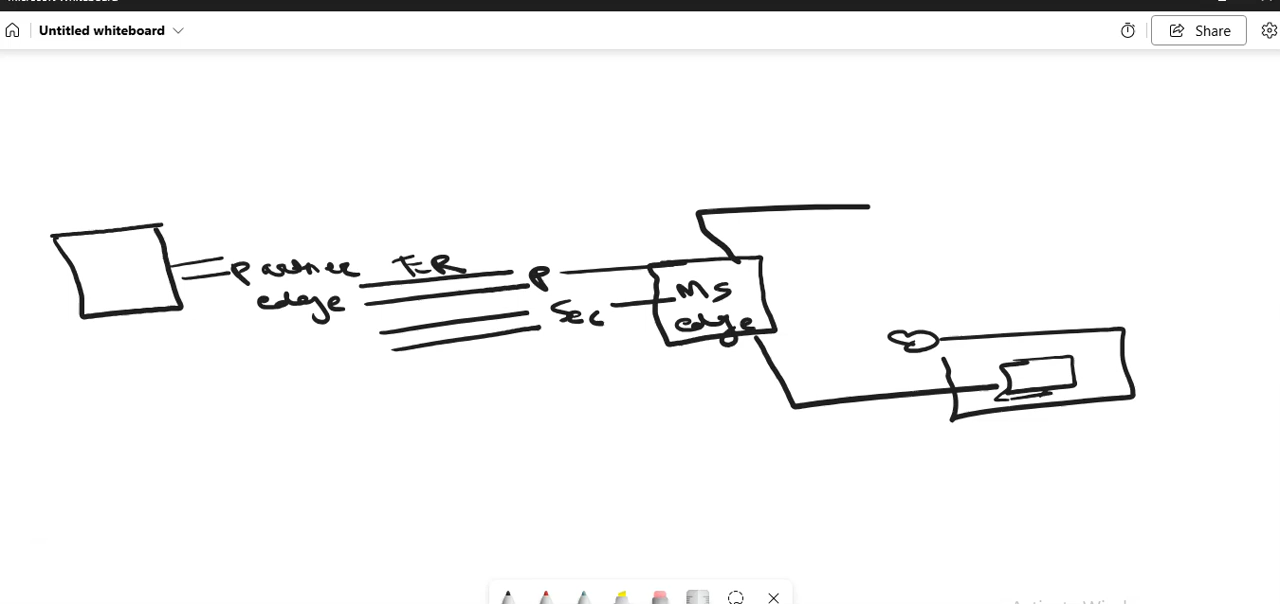 Untitled whiteboard
Share
Partner
edge
ER
P
Sec
MS
edge